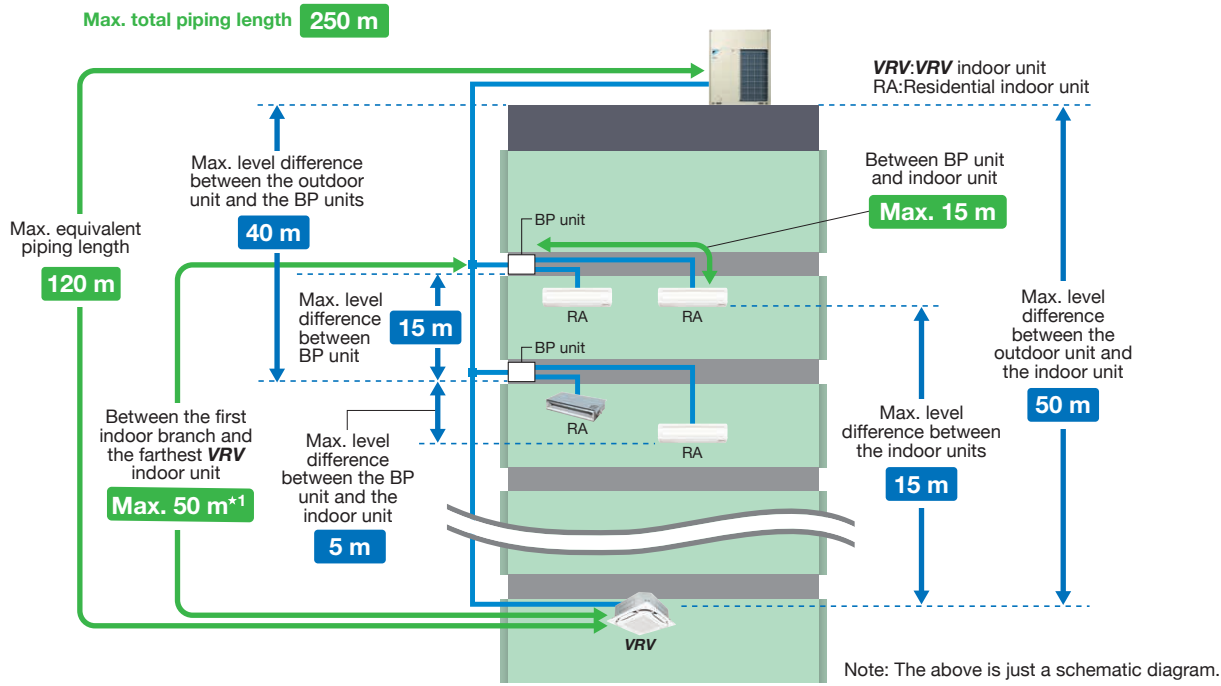 Max. total piping length 250 m
VRV:VRV indoor unit
RA:Residential indoor unit
Max. level difference
between the outdoor
unit and the BP units
40 m
Between BP unit
and indoor unit
Max. 15 m
Max. equivalent
piping length
120 m
BP unit
Max. level
difference
between
BP unit
15 m
RA
RA
BP unit
Max. level
difference
between the
outdoor unit and
the indoor unit
50 m
Between the first
indoor branch and
the farthest VRV
indoor unit
Max. 50 m★1
Max. level
difference
between the BP
unit and the
indoor unit
5 m
RA
RA
Max. level
difference between
the indoor units
15 m
VRV
Note: The above is just a schematic diagram.